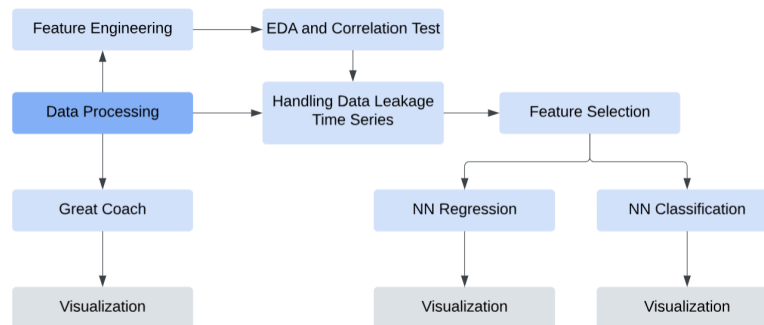 Feature Engineering
EDA and Correlation Test
Data Processing
Handling Data Leakage
Time Series
Feature Selection
Great Coach
NN Regression
NN Classification
Visualization
Visualization
Visualization